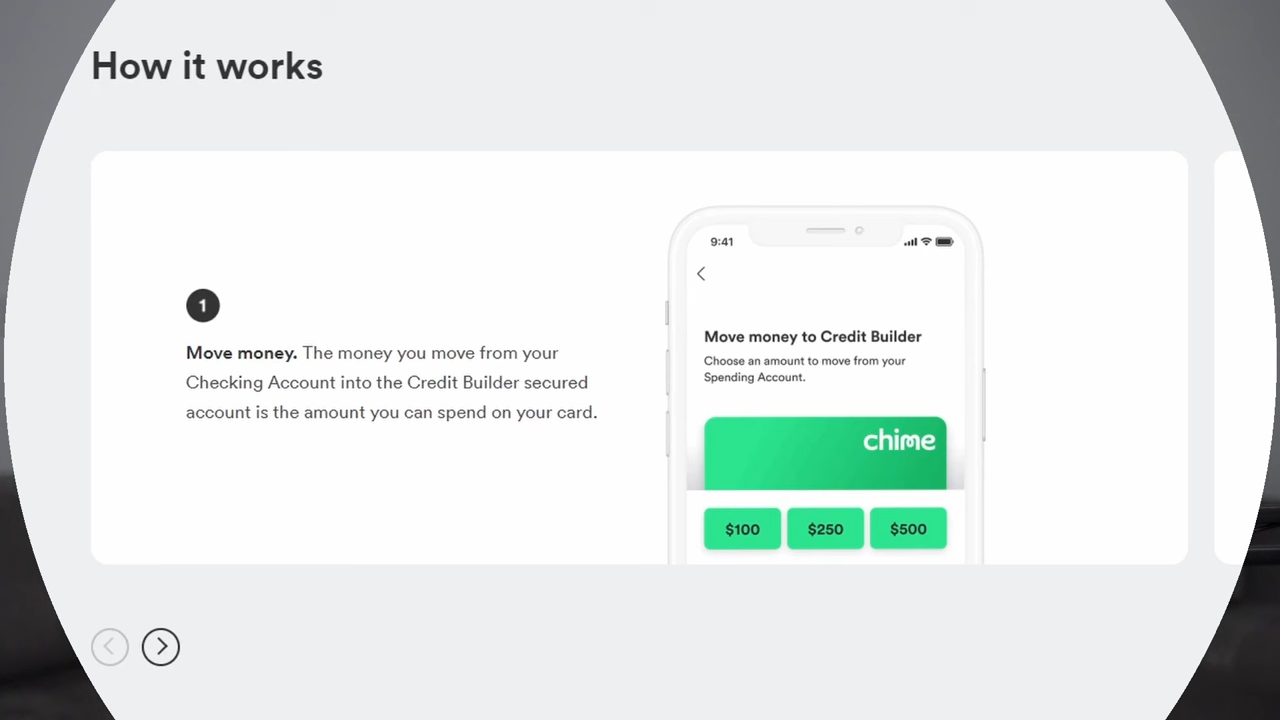 How it works
1
Move money. The money you move from your
Checking Account into the Credit Builder secured
account is the amount you can spend on your card.
9:41
Move money to Credit Builder
Choose an amount to move from your
Spending Account.
chime
$100 $250 $500